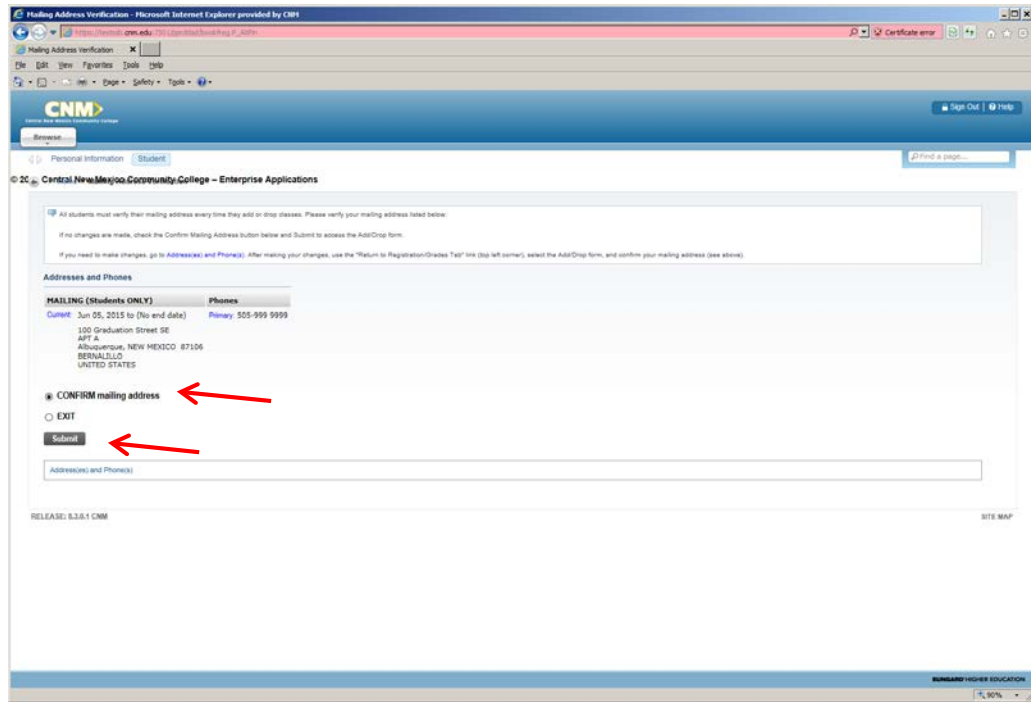 Mailing Address Verification - Microsoft Internet Explorer provided by CNM
Certificate error
Mailing Address Verification X
File Edit View Favorites Tools Help
Page Safety Tools
CNM
Central New Mexico Community College
Sign Out | Help
Browse
Personal Information Student
Find a page...
© 20 Central New Mexico Community College – Enterprise Applications
All students must verify their mailing address every time they add or drop classes. Please verify your mailing address listed below:
If no changes are made, check the Confirm Mailing Address button below and Submit to access the Add/Drop form.
If you need to make changes, go to Address(es) and Phone(s). After making your changes, use the "Return to Registration/Grades Tab" link (top left corner), select the Add/Drop form, and confirm your mailing address (see above).
Addresses and Phones
MAILING (Students ONLY) Phones
Current: Jun 05, 2015 to (No end date) Primary: 505-999 9999
100 Graduation Street SE
APT A
Albuquerque, NEW MEXICO 87106
BERNALILLO
UNITED STATES
CONFIRM mailing address
EXIT
Submit
Address(es) and Phone(s)
RELEASE: 8.3.0.1 CNM SITE MAP
SUNGARD HIGHER EDUCATION
90%